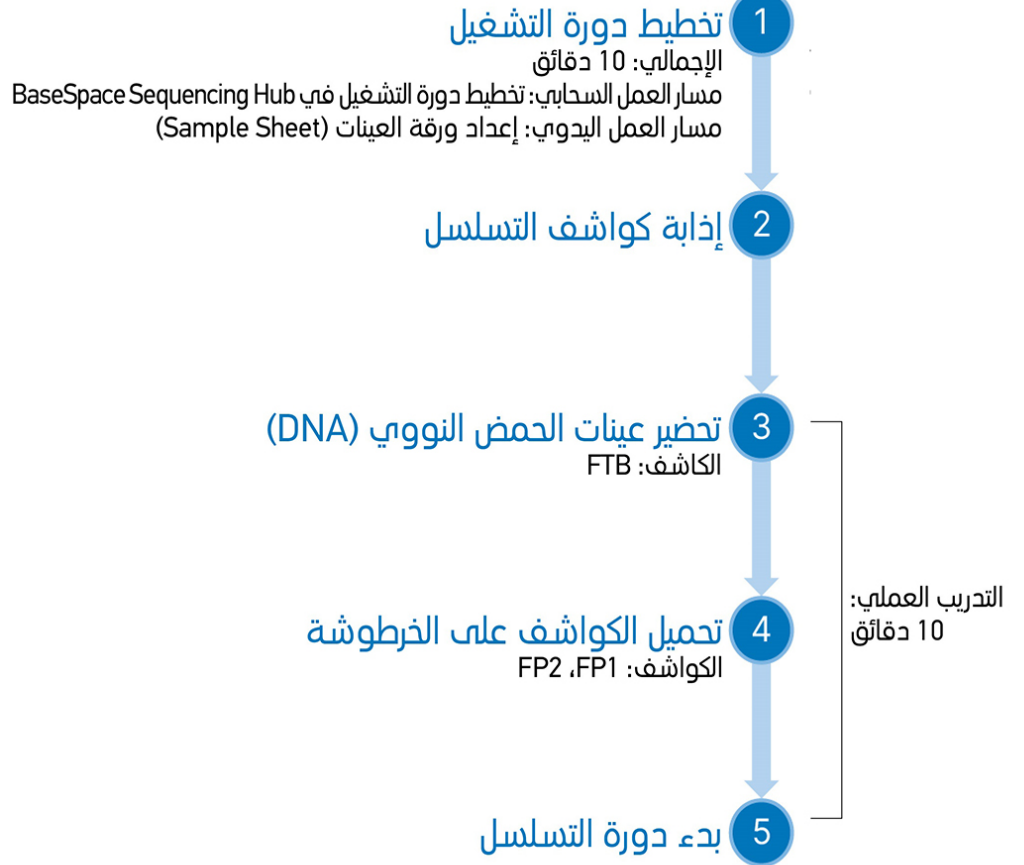 1
تخطيط دورة التشغيل
الإجمالي: 10 دقائق
مسار العمل السحابي: تخطيط دورة التشغيل في BaseSpace Sequencing Hub
مسار العمل اليدوي: إعداد ورقة العينات (Sample Sheet)
2
إذابة كواشف التسلسل
3
تحضير عينات الحمض النووي (DNA)
الكاشف: FTB
4
تحميل الكواشف على الخرطوشة
الكواشف: FP1، FP2
5
بدء دورة التسلسل
التدريب العملي:
10 دقائق